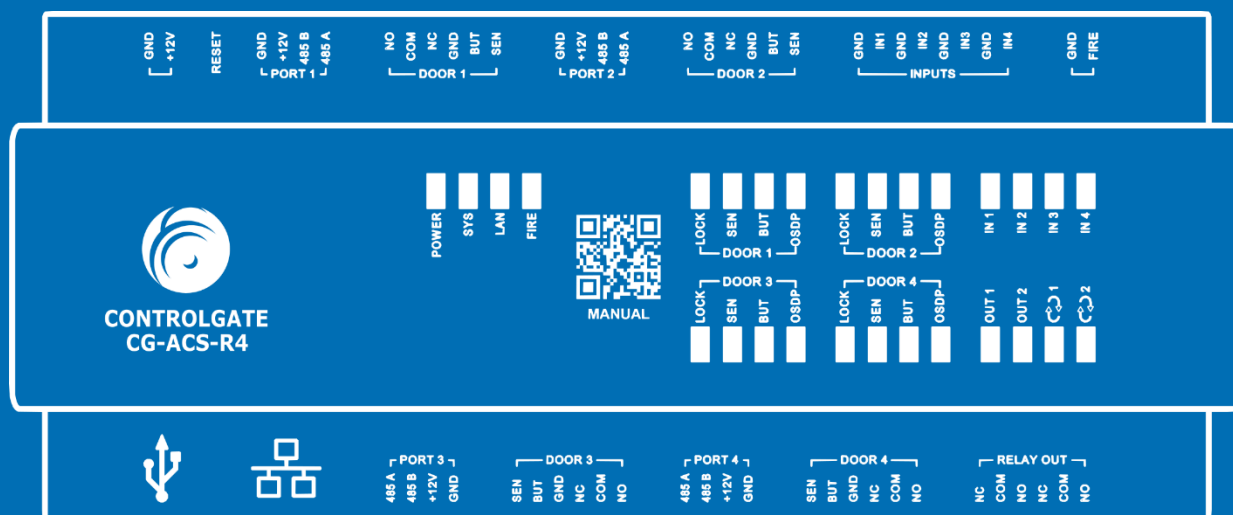 GND
+12V
RESET
GND
+12V
485 B
485 A
PORT 1
NO
COM
NC
GND
BUT
SEN
DOOR 1
GND
+12V
485 B
485 A
PORT 2
NO
COM
NC
GND
BUT
SEN
DOOR 2
GND
IN1
GND
IN2
GND
IN3
GND
IN4
INPUTS
GND
FIRE
POWER
SYS
LAN
FIRE
MANUAL
CONTROLGATE
CG-ACS-R4
LOCK
SEN
BUT
OSDP
DOOR 1
LOCK
SEN
BUT
OSDP
DOOR 2
IN 1
IN 2
IN 3
IN 4
DOOR 3
LOCK
SEN
BUT
OSDP
DOOR 4
LOCK
SEN
BUT
OSDP
OUT 1
OUT 2
1
2
PORT 3
485 A
485 B
+12V
GND
DOOR 3
SEN
BUT
GND
NC
COM
NO
PORT 4
485 A
485 B
+12V
GND
DOOR 4
SEN
BUT
GND
NC
COM
NO
RELAY OUT
NC
COM
NO
NC
COM
NO